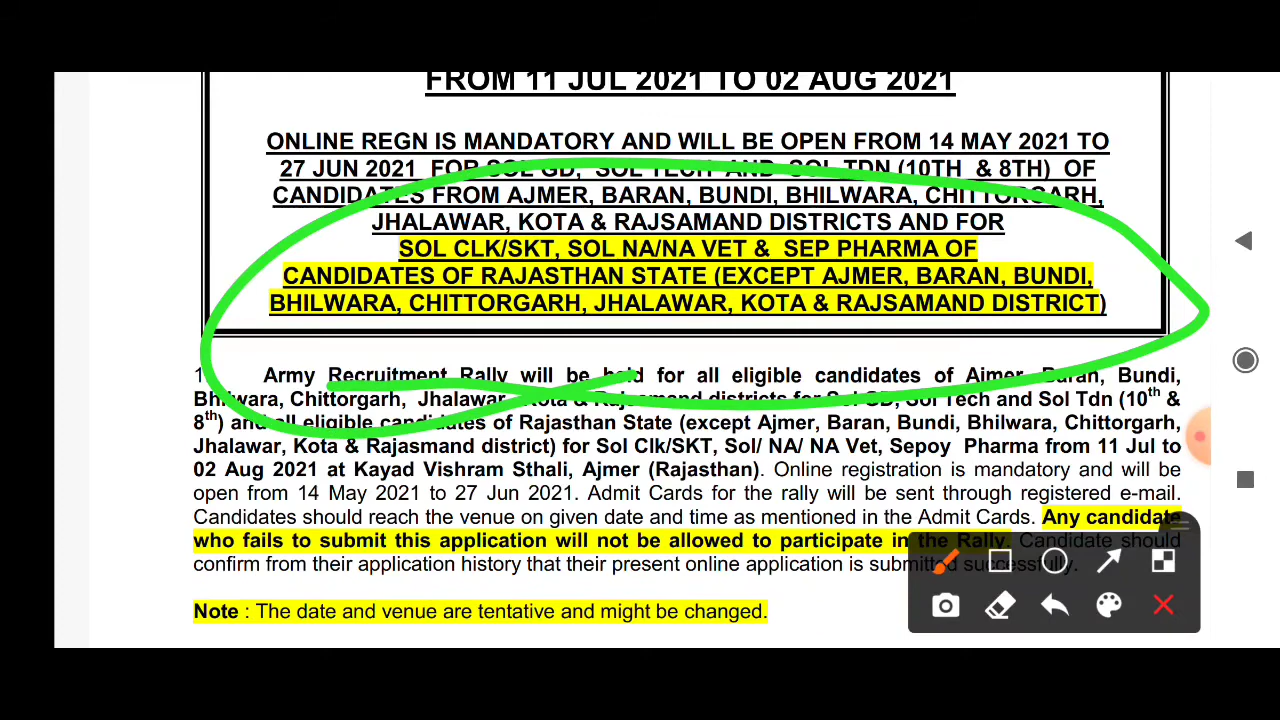 FROM 11 JUL 2021 TO 02 AUG 2021
ONLINE REGN IS MANDATORY AND WILL BE OPEN FROM 14 MAY 2021 TO
27 JUN 2021 FOR SOL GD, SOL TECH AND SOL TDN (10TH & 8TH) OF
CANDIDATES FROM AJMER, BARAN, BUNDI, BHILWARA, CHITTORGARH,
JHALAWAR, KOTA & RAJSAMAND DISTRICTS AND FOR
SOL CLK/SKT, SOL NA/NA VET & SEP PHARMA OF
CANDIDATES OF RAJASTHAN STATE (EXCEPT AJMER, BARAN, BUNDI,
BHILWARA, CHITTORGARH, JHALAWAR, KOTA & RAJSAMAND DISTRICT)
1 Army Recruitment Rally will be held for all eligible candidates of Ajmer, Baran, Bundi,
Bhilwara, Chittorgarh, Jhalawar, Kota & Rajsamand districts for Sol GD, Sol Tech and Sol Tdn (10th &
8th) and all eligible candidates of Rajasthan State (except Ajmer, Baran, Bundi, Bhilwara, Chittorgarh,
Jhalawar, Kota & Rajasmand district) for Sol Clk/SKT, Sol/ NA/ NA Vet, Sepoy Pharma from 11 Jul to
02 Aug 2021 at Kayad Vishram Sthali, Ajmer (Rajasthan). Online registration is mandatory and will be
open from 14 May 2021 to 27 Jun 2021. Admit Cards for the rally will be sent through registered e-mail.
Candidates should reach the venue on given date and time as mentioned in the Admit Cards. Any candidate
who fails to submit this application will not be allowed to participate in the Rally. Candidate should
confirm from their application history that their present online application is submitted successfully.
Note : The date and venue are tentative and might be changed.